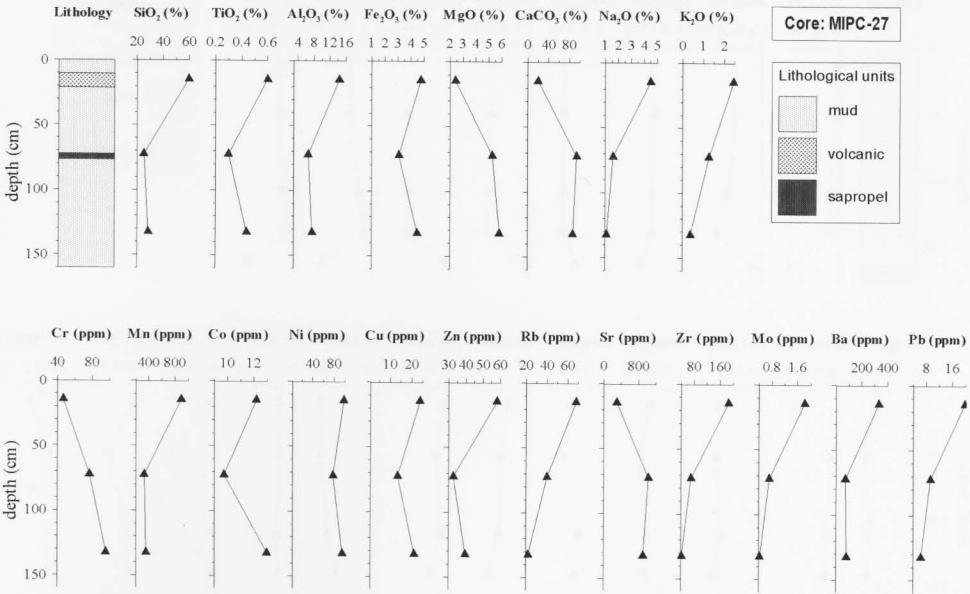 Lithology SiO₂ (%) TiO₂ (%) Al₂O₃ (%) Fe₂O₃ (%) MgO (%) CaCO₃ (%) Na₂O (%) K₂O (%) Core: MIPC-27
20 40 60 0.2 0.4 0.6 4 8 12 16 1 2 3 4 5 2 3 4 5 6 0 40 80 1 2 3 4 5 0 1 2
0
50
100
150
depth (cm)
Lithological units
mud
volcanic
sapropel
Cr (ppm) Mn (ppm) Co (ppm) Ni (ppm) Cu (ppm) Zn (ppm) Rb (ppm) Sr (ppm) Zr (ppm) Mo (ppm) Ba (ppm) Pb (ppm)
40 80 400 800 10 12 40 80 10 20 30 40 50 60 20 40 60 0 800 80 160 0.8 1.6 200 400 8 16
0
50
100
150
depth (cm)